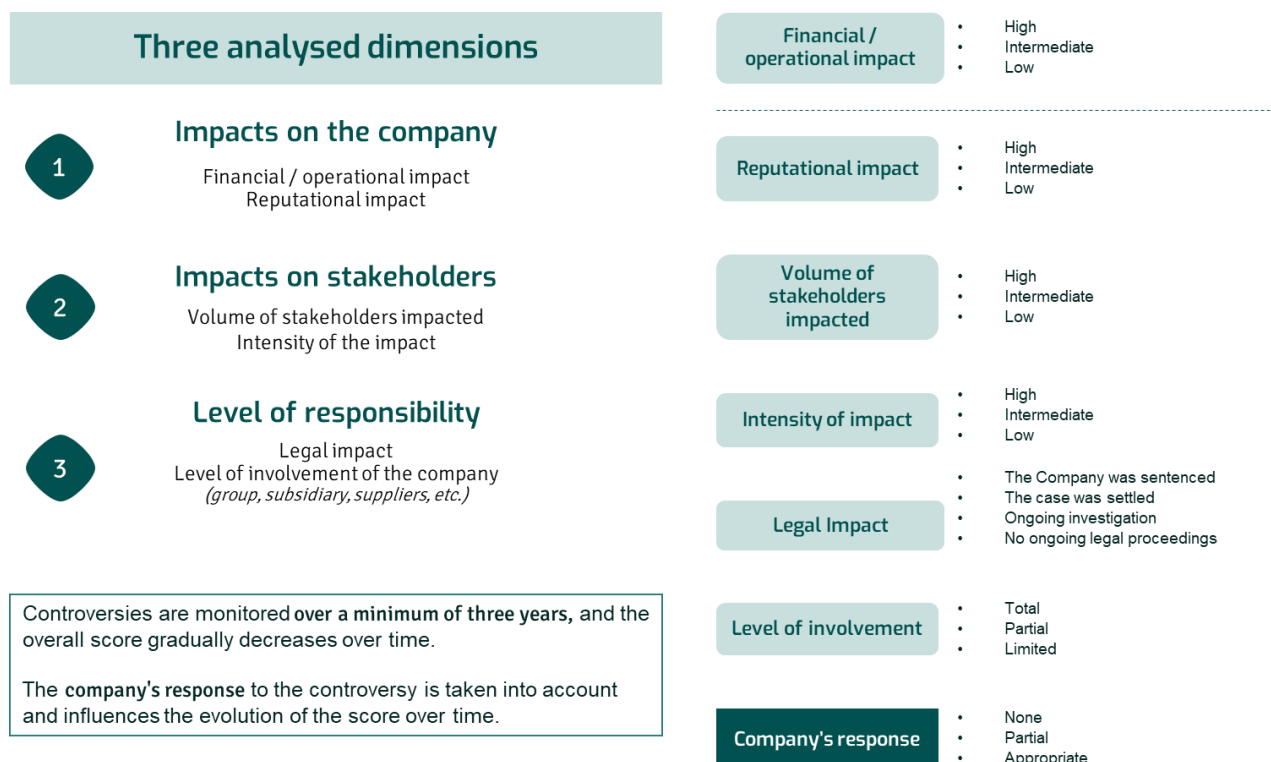 Three analysed dimensions
1
Impacts on the company
Financial / operational impact
Reputational impact
2
Impacts on stakeholders
Volume of stakeholders impacted
Intensity of the impact
3
Level of responsibility
Legal impact
Level of involvement of the company
(group, subsidiary, suppliers, etc.)
Controversies are monitored over a minimum of three years, and the
overall score gradually decreases over time.
The company's response to the controversy is taken into account
and influences the evolution of the score over time.
Financial /
operational impact
• High
• Intermediate
• Low
Reputational impact
• High
• Intermediate
• Low
Volume of
stakeholders
impacted
• High
• Intermediate
• Low
Intensity of impact
• High
• Intermediate
• Low
Legal Impact
• The Company was sentenced
• The case was settled
• Ongoing investigation
• No ongoing legal proceedings
Level of involvement
• Total
• Partial
• Limited
Company's response
• None
• Partial
• Appropriate